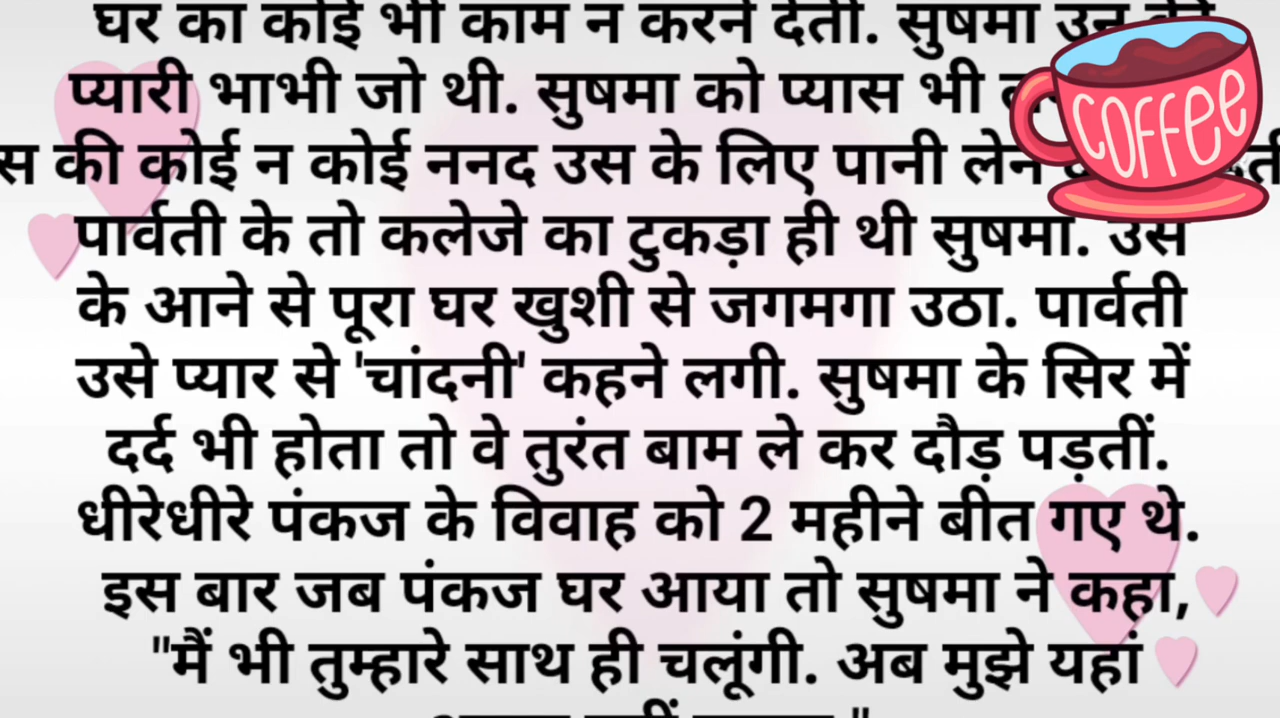 घर का कोई भी काम न करने देतीं. सुषमा उन की
प्यारी भाभी जो थी. सुषमा को प्यास भी
स की कोई न कोई ननद उस के लिए पानी लेने
पार्वती के तो कलेजे का टुकड़ा ही थी सुषमा. उस
के आने से पूरा घर खुशी से जगमगा उठा. पार्वती
उसे प्यार से 'चांदनी' कहने लगी. सुषमा के सिर में
दर्द भी होता तो वे तुरंत बाम ले कर दौड़ पड़तीं.
धीरेधीरे पंकज के विवाह को 2 महीने बीत गए थे.
इस बार जब पंकज घर आया तो सुषमा ने कहा,
"मैं भी तुम्हारे साथ ही चलूंगी. अब मुझे यहां
COFFee